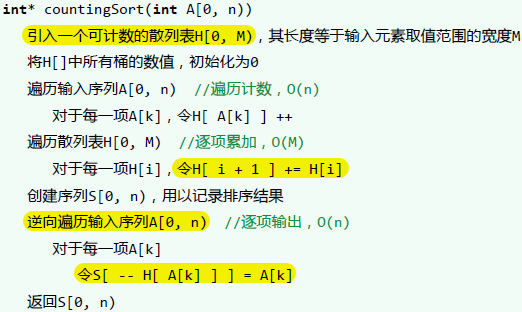 int* countingSort(int A[0, n))
引入一个可计数的散列表H[0, M)，其长度等于输入元素取值范围的宽度M
将H[]中所有桶的数值，初始化为0
遍历输入序列A[0, n) //遍历计数，O(n)
对于每一项A[k]，令H[ A[k] ] ++
遍历散列表H[0, M) //逐项累加，O(M)
对于每一项H[i]，令H[ i + 1 ] += H[i]
创建序列S[0, n)，用以记录排序结果
逆向遍历输入序列A[0, n) //逐项输出，O(n)
对于每一项A[k]
令S[ -- H[ A[k] ] ] = A[k]
返回S[0, n)